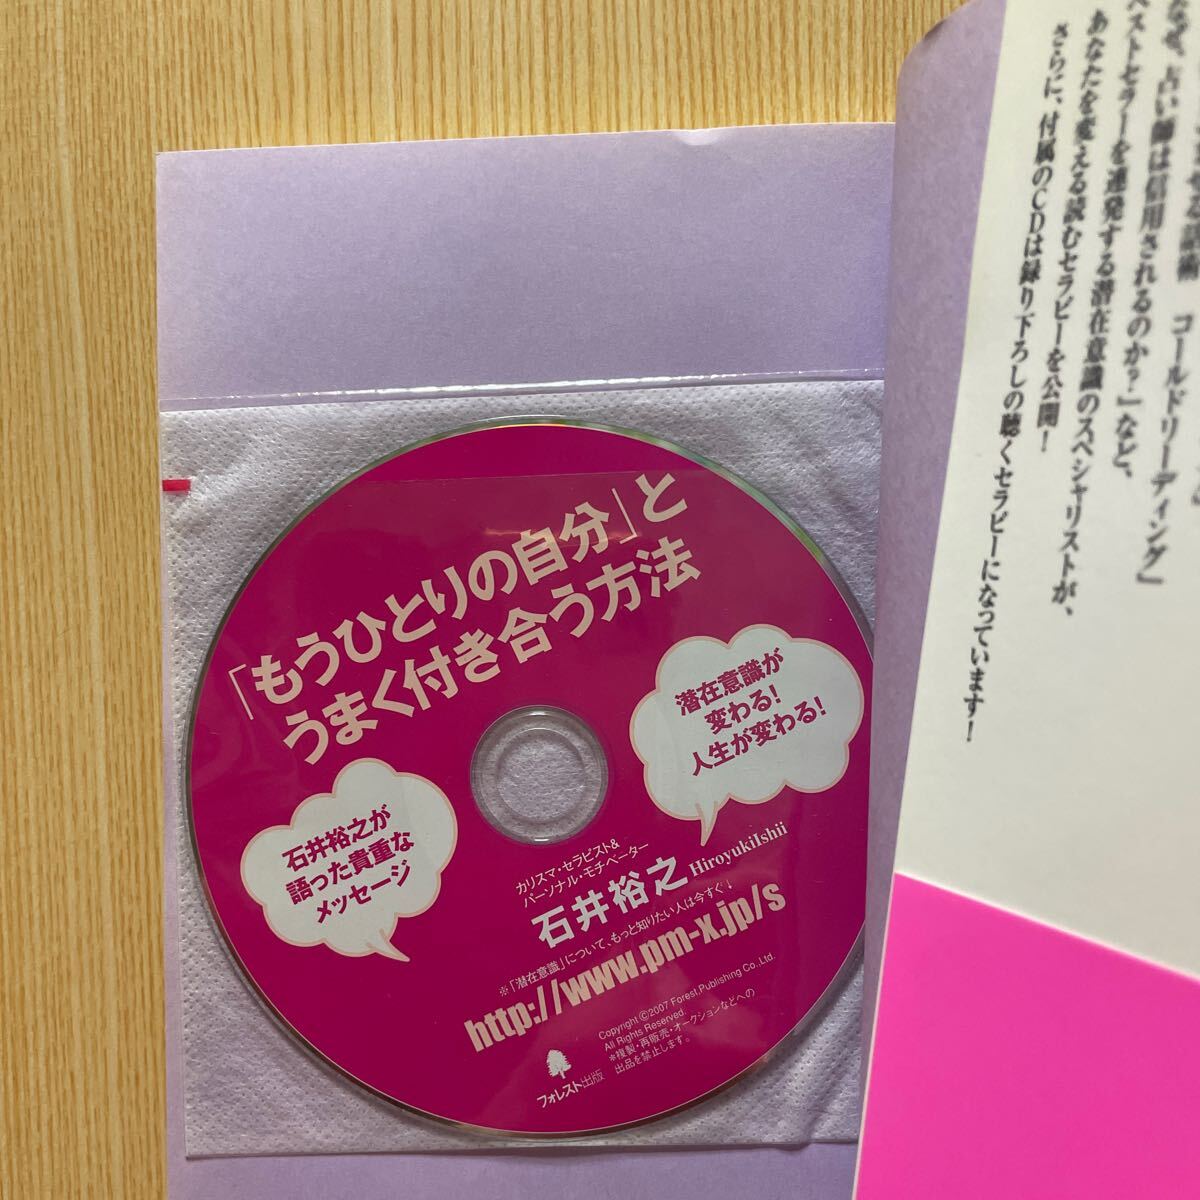 せる話術 コールドリーディング」
なぜ、占い師は信用されるのか?」など、
ベストセラーを連発する潜在意識のスペシャリストが、
あなたを変える読むセラピーを公開!
さらに、付属のCDは録り下ろしの聴くセラピーになっています!
「もうひとりの自分」と
うまく付き合う方法
潜在意識が
変わる!
人生が変わる!
石井裕之が
語った貴重な
メッセージ
カリスマ・セラピスト&
パーソナル・モチベーター
石井裕之 HiroyukiIshii
※「潜在意識」について、もっと知りたい人は今すぐ↓
http://www.pm-x.jp/s
Copyright ©2007 Forest Publishing Co., Ltd.
All Rights Reserved.
*複製・再販売・オークションなどへの
出品を禁止します。
フォレスト出版